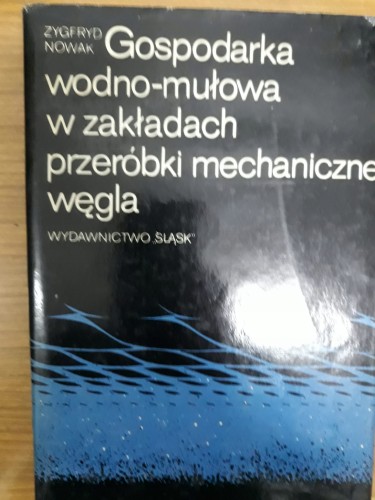 ZYGFRYD
NOWAK
Gospodarka
wodno-mułowa
w zakładach
przeróbki mechaniczne
węgla
WYDAWNICTWO „ŚLĄSK”